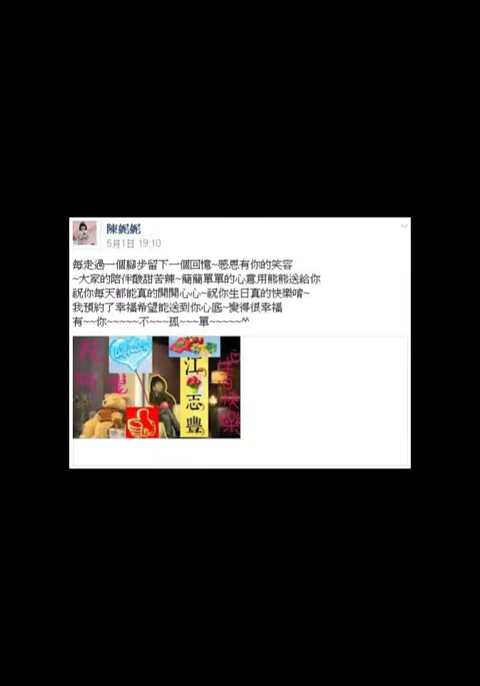 陳妮妮
5月1日 19:10
每走過一個腳步留下一個回憶~感恩有你的笑容
~大家的陪伴酸甜苦辣~簡簡單單的心意用熊熊送給你
祝你每天都能真的開開心心~祝你生日真的快樂唷~
我預約了幸福希望能送到你心底~變得很幸福
有~~你~~~~~不~~~孤~~~單~~~~~^^
江志豐